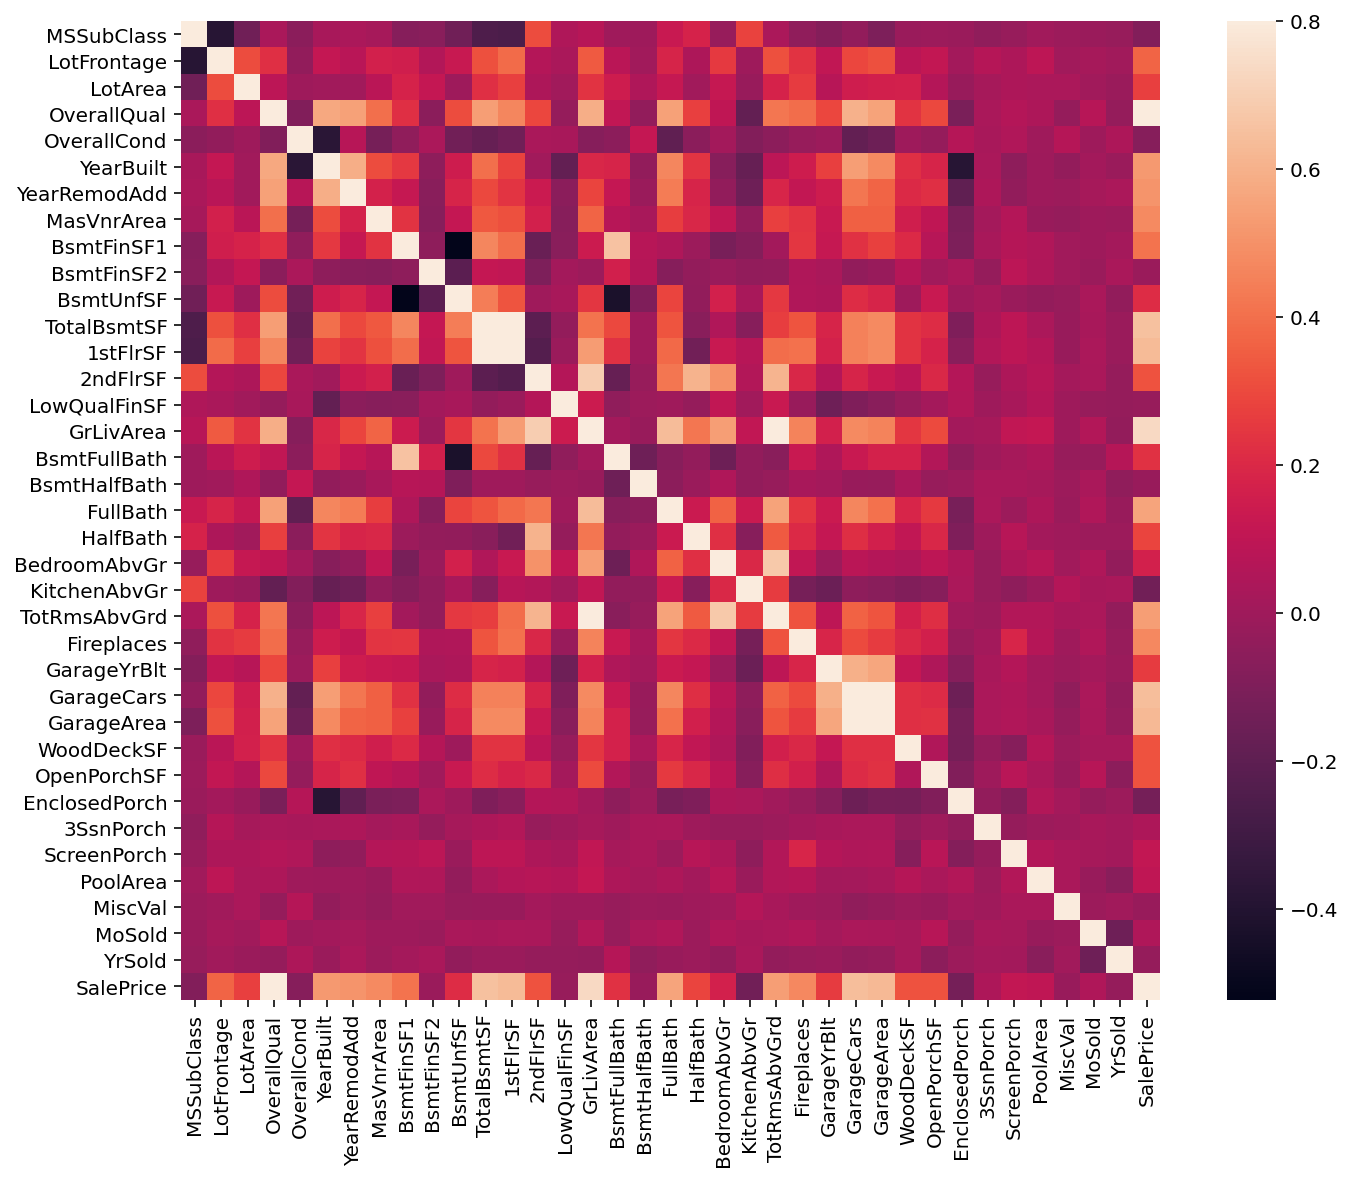 MSSubClass
LotFrontage
LotArea
OverallQual
OverallCond
YearBuilt
YearRemodAdd
MasVnrArea
BsmtFinSF1
BsmtFinSF2
BsmtUnfSF
TotalBsmtSF
1stFlrSF
2ndFlrSF
LowQualFinSF
GrLivArea
BsmtFullBath
BsmtHalfBath
FullBath
HalfBath
BedroomAbvGr
KitchenAbvGr
TotRmsAbvGrd
Fireplaces
GarageYrBlt
GarageCars
GarageArea
WoodDeckSF
OpenPorchSF
EnclosedPorch
3SsnPorch
ScreenPorch
PoolArea
MiscVal
MoSold
YrSold
SalePrice
MSSubClass
LotFrontage
LotArea
OverallQual
OverallCond
YearBuilt
YearRemodAdd
MasVnrArea
BsmtFinSF1
BsmtFinSF2
BsmtUnfSF
TotalBsmtSF
1stFlrSF
2ndFlrSF
LowQualFinSF
GrLivArea
BsmtFullBath
BsmtHalfBath
FullBath
HalfBath
BedroomAbvGr
KitchenAbvGr
TotRmsAbvGrd
Fireplaces
GarageYrBlt
GarageCars
GarageArea
WoodDeckSF
OpenPorchSF
EnclosedPorch
3SsnPorch
ScreenPorch
PoolArea
MiscVal
MoSold
YrSold
SalePrice
0.8
0.6
0.4
0.2
0.0
−0.2
−0.4